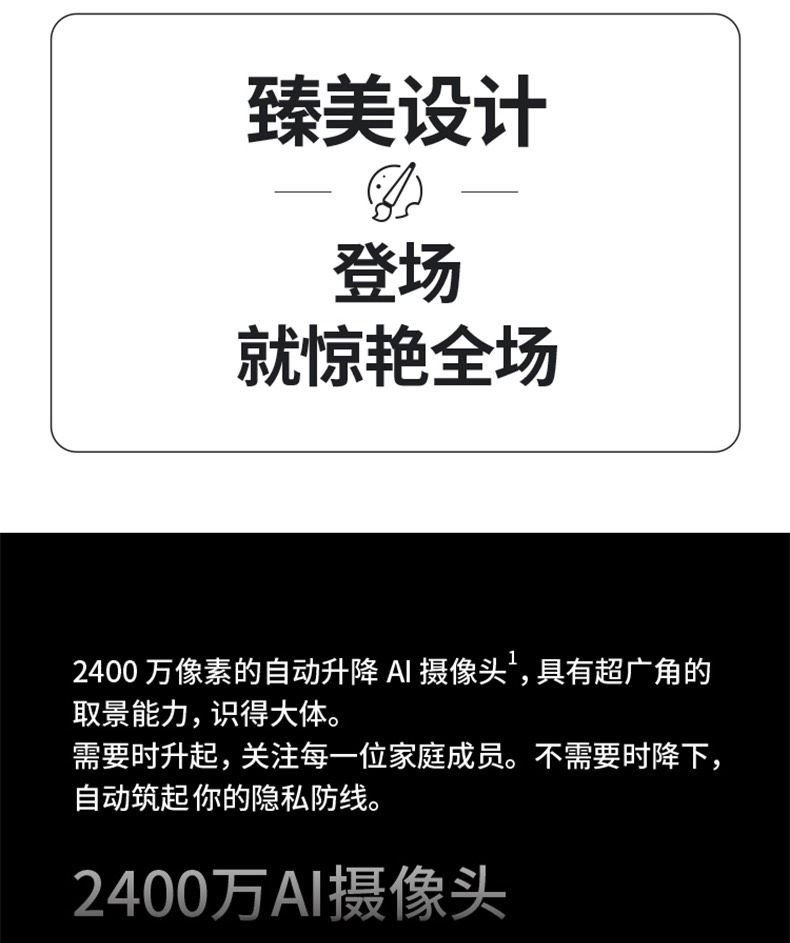 臻美设计
登场
就惊艳全场
2400 万像素的自动升降 AI 摄像头1，具有超广角的
取景能力，识得大体。
需要时升起，关注每一位家庭成员。不需要时降下，
自动筑起你的隐私防线。
2400万AI摄像头